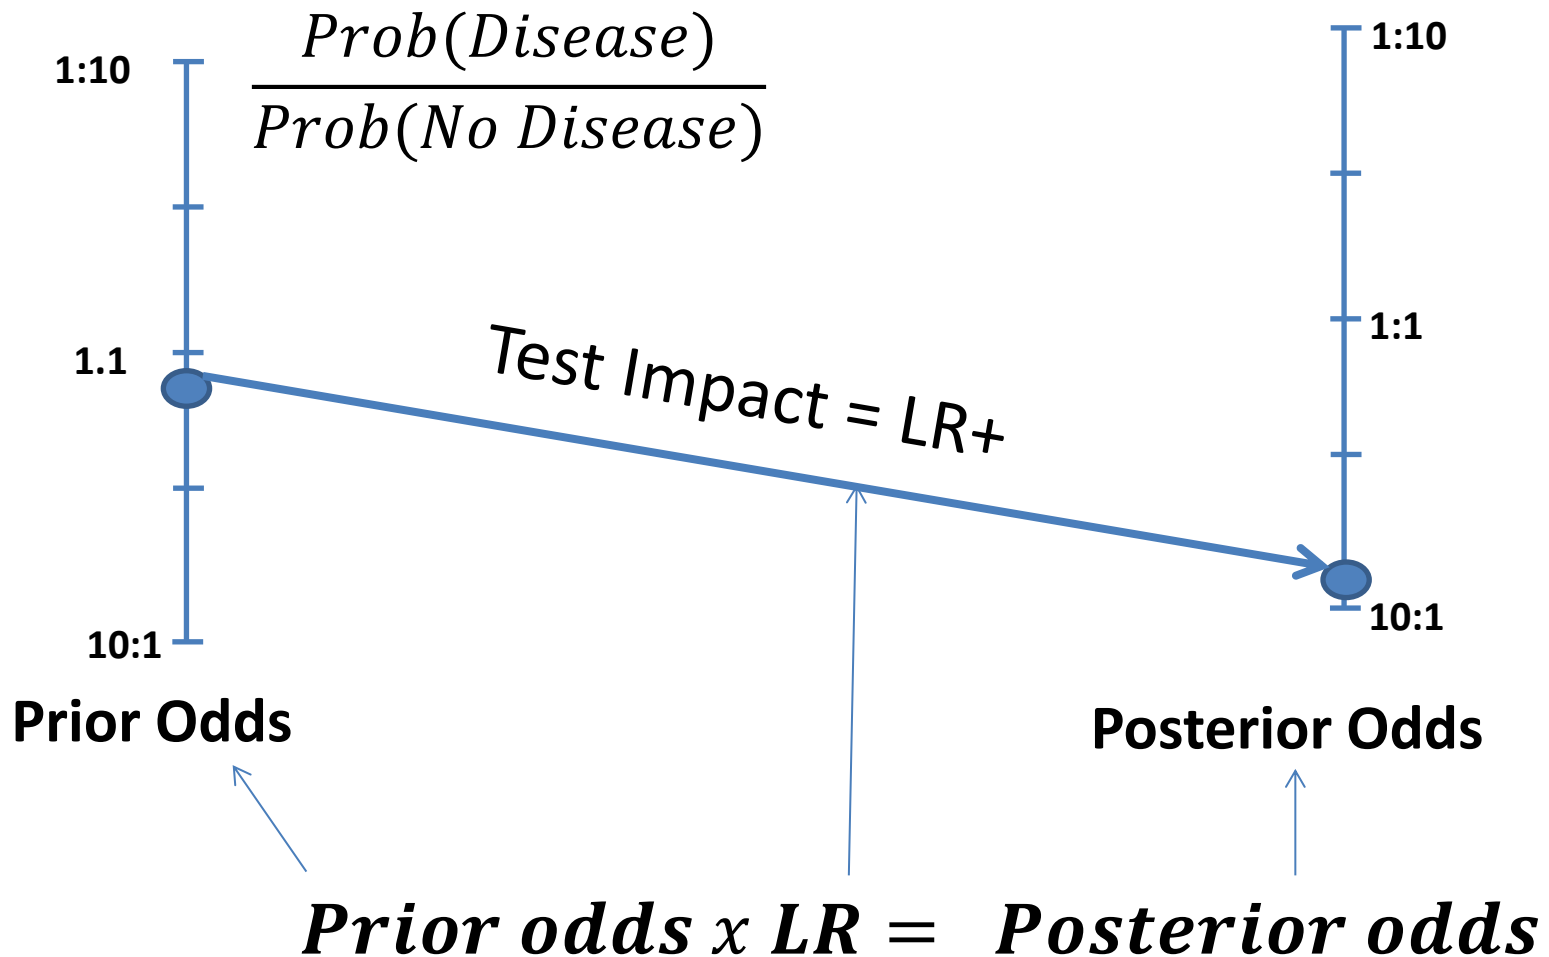 Prob(Disease)
Prob(No Disease)
1:10
1:10
1.1
1:1
Test Impact = LR+
10:1
10:1
Prior Odds
Posterior Odds
Prior odds x LR = Posterior odds